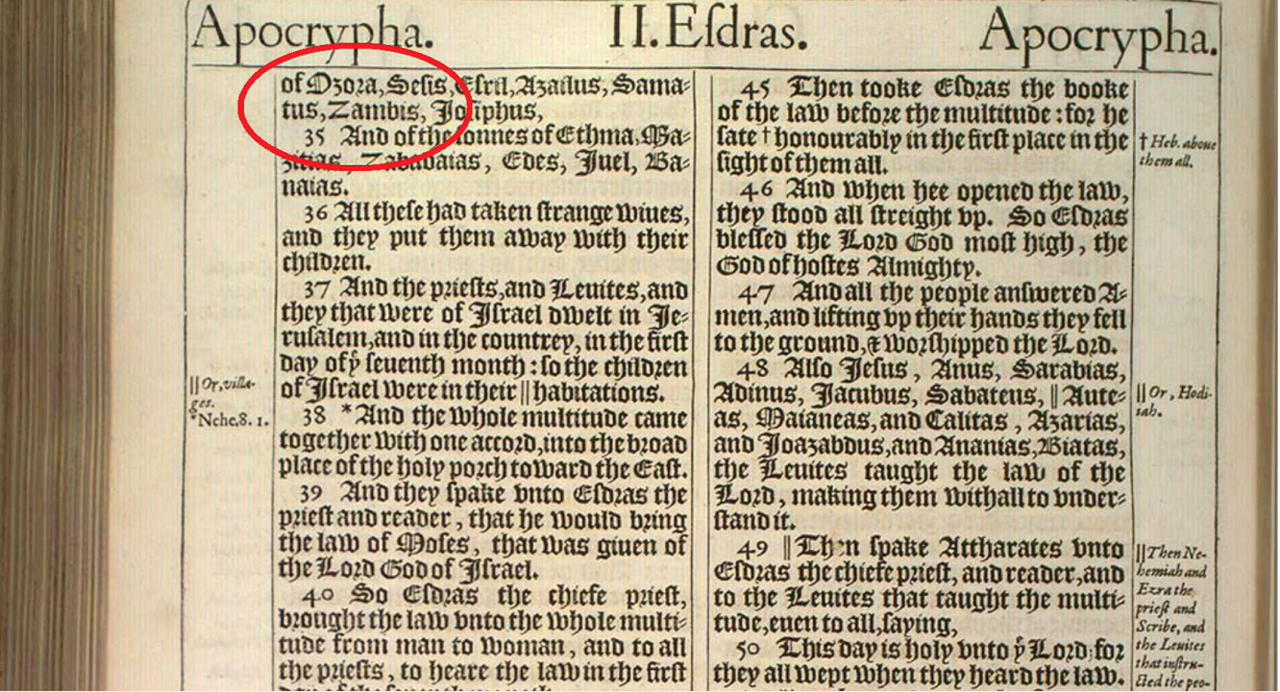 Apocrypha. II. Eſdras. Apocrypha.
of Ozora, Seſis, Eſril, Azailus, Sama-
tus, Zambis, Joſiphus,
35 And of the ſonnes of Ethma, Ma-
zitias, Zabadaias, Edes, Juel, Ba-
naias.
36 All theſe had taken ſtrange wiues,
and they put them away with their
children.
37 And the prieſts, and Leuites, and
they that were of Iſrael dwelt in Je-
ruſalem, and in the countrey, in the firſt
day of yͤ ſeuenth month : ſo the children
of Iſrael were in their || habitations.
38 *And the whole multitude came
together with one accord, into the broad
place of the holy porch toward the Eaſt.
39 And they ſpake vnto Eſdras the
prieſt and reader, that he would bring
the law of Moſes, that was giuen of
the Lord God of Iſrael.
40 So Eſdras the chiefe prieſt,
brought the law vnto the whole multi-
tude from man to woman, and to all
the prieſts, to heare the law in the firſt
|| Or, villa-
ges.
*Nehe. 8. 1.
45 Then tooke Eſdras the booke
of the law before the multitude : for he
ſate † honourably in the firſt place in the
ſight of them all.
46 And when hee opened the law,
they ſtood all ſtreight vp. So Eſdras
bleſſed the Lord God moſt high, the
God of hoſtes Almighty.
47 And all the people anſwered A-
men, and lifting vp their hands they fell
to the ground, & worſhipped the Lord.
48 Alſo Jeſus, Anus, Sarabias,
Adinus, Jacubus, Sabateus, || Aute-
as, Maianeas, and Calitas, Azarias,
and Joazabdus, and Ananias, Biatas,
the Leuites taught the law of the
Lord, making them withall to vnder-
ſtand it.
49 || Then ſpake Attharates vnto
Eſdras the chiefe prieſt, and reader, and
to the Leuites that taught the multi-
tude, euen to all, ſaying,
50 This day is holy vnto yͤ Lord : for
they all wept when they heard the law.
† Heb. aboue
them all.
|| Or, Hodi-
iah.
|| Then Ne-
hemiah and
Ezra the
prieſt and
Scribe, and
the Leuites
that inſtru-
cted the peo-